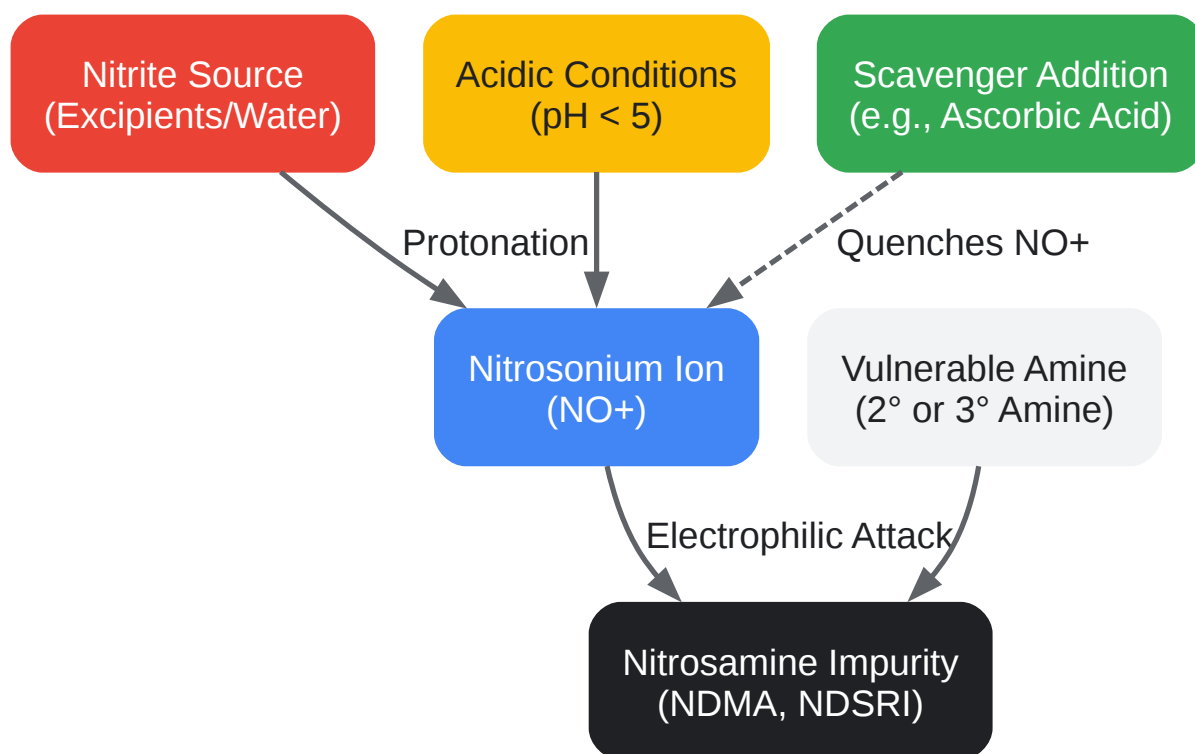 Nitrite Source
(Excipients/Water)
Acidic Conditions
(pH < 5)
Scavenger Addition
(e.g., Ascorbic Acid)
Protonation
Quenches NO+
Nitrosonium Ion
(NO+)
Vulnerable Amine
(2° or 3° Amine)
Electrophilic Attack
Nitrosamine Impurity
(NDMA, NDSRI)